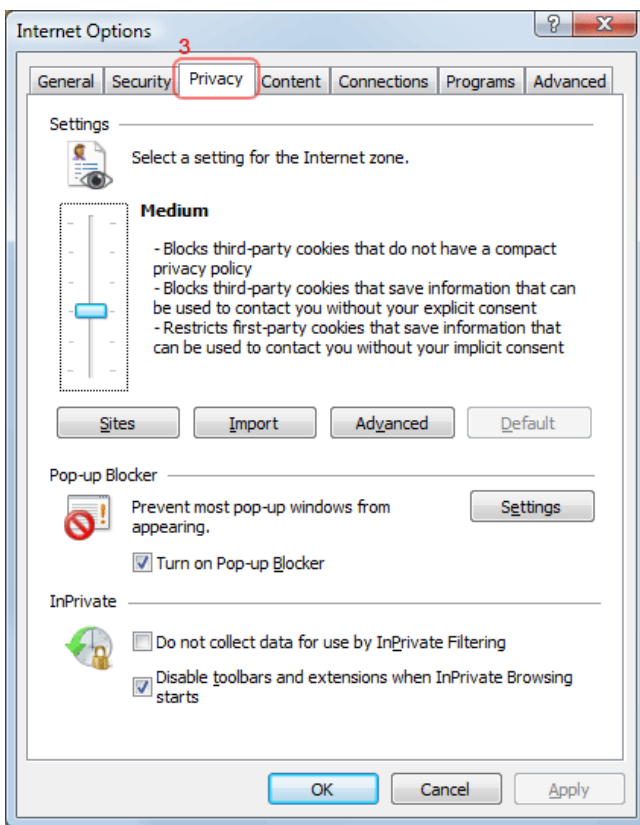 Internet Options
3
General Security Privacy Content Connections Programs Advanced
Settings
Select a setting for the Internet zone.
Medium
- Blocks third-party cookies that do not have a compact
privacy policy
- Blocks third-party cookies that save information that can
be used to contact you without your explicit consent
- Restricts first-party cookies that save information that
can be used to contact you without your implicit consent
Sites Import Advanced Default
Pop-up Blocker
Prevent most pop-up windows from
appearing.
Settings
Turn on Pop-up Blocker
InPrivate
Do not collect data for use by InPrivate Filtering
Disable toolbars and extensions when InPrivate Browsing
starts
OK Cancel Apply